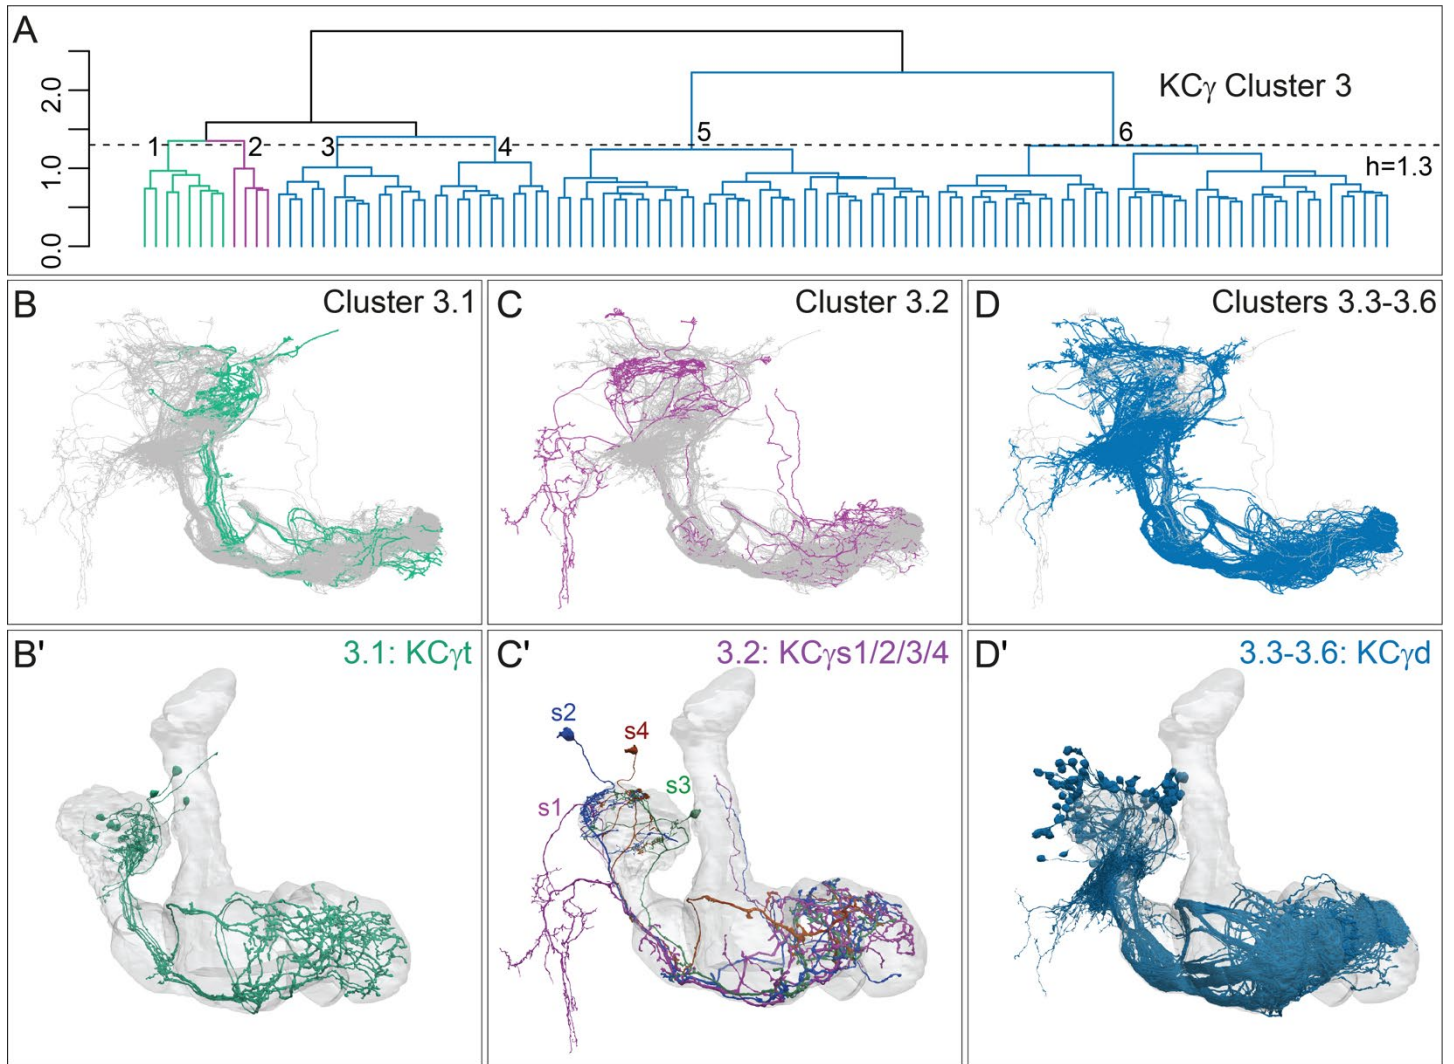 A
KCγ Cluster 3
2.0
1.0
0.0
1
2
3
4
5
6
h=1.3
B
Cluster 3.1
C
Cluster 3.2
D
Clusters 3.3-3.6
B'
3.1: KCγt
C'
3.2: KCγs1/2/3/4
s2
s4
s3
s1
D'
3.3-3.6: KCγd